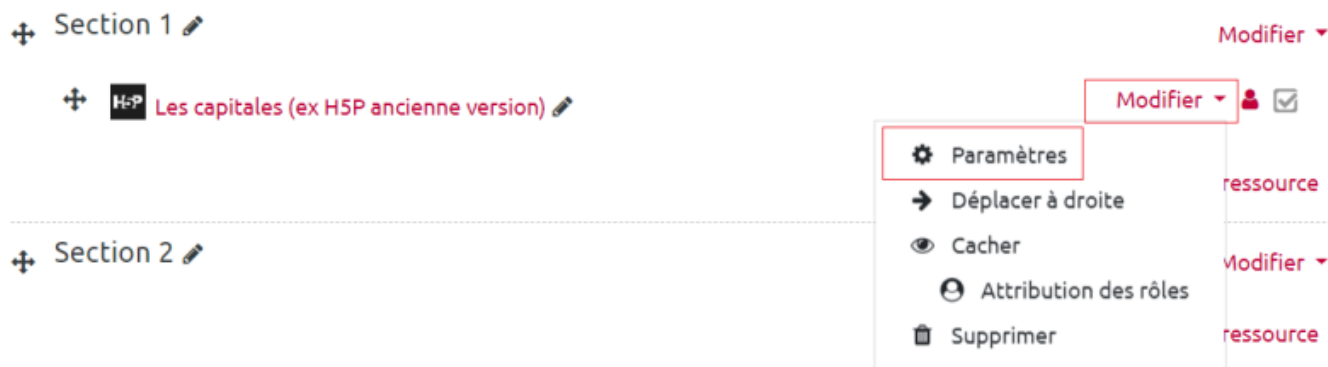 Section 1
Modifier
H5P Les capitales (ex H5P ancienne version)
Modifier
Paramètres
ressource
Déplacer à droite
Cacher
Section 2
Modifier
Attribution des rôles
Supprimer
ressource